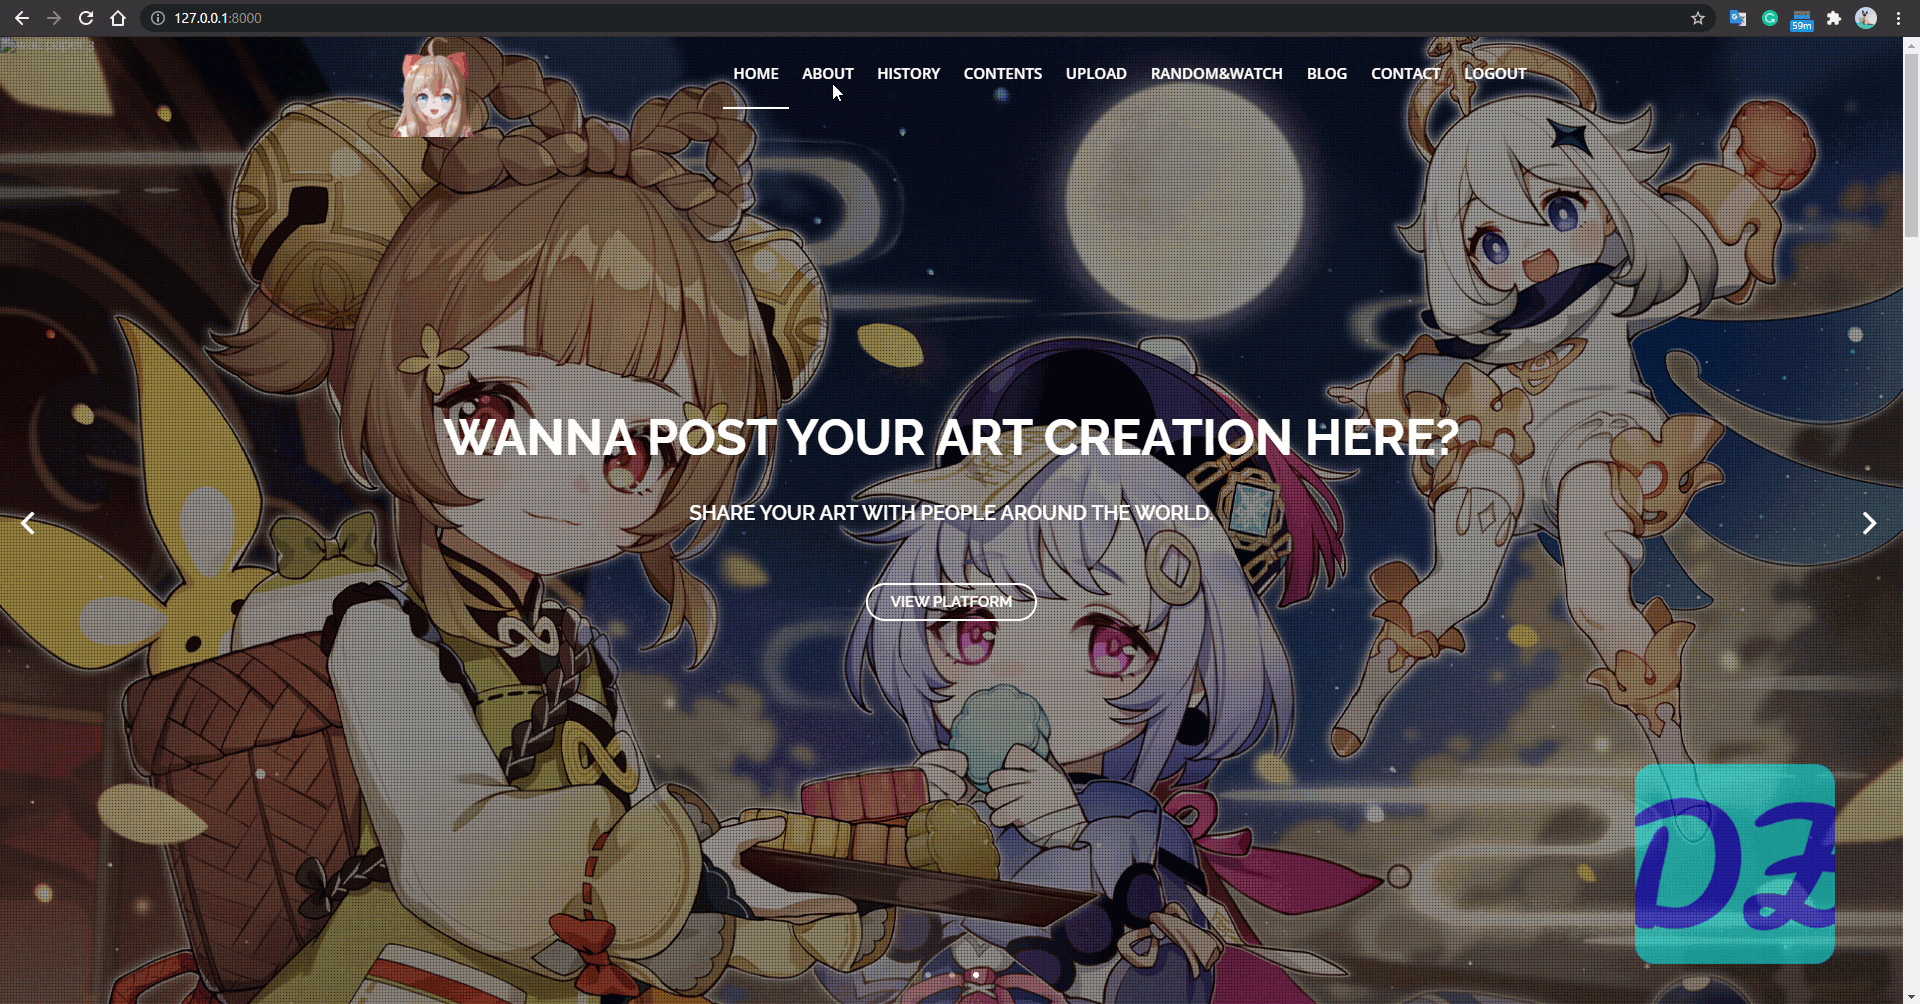 127.0.0.1:8000
59m
HOME ABOUT HISTORY CONTENTS UPLOAD RANDOM&WATCH BLOG CONTACT LOGOUT
WANNA POST YOUR ART CREATION HERE?
SHARE YOUR ART WITH PEOPLE AROUND THE WORLD.
VIEW PLATFORM
DZ